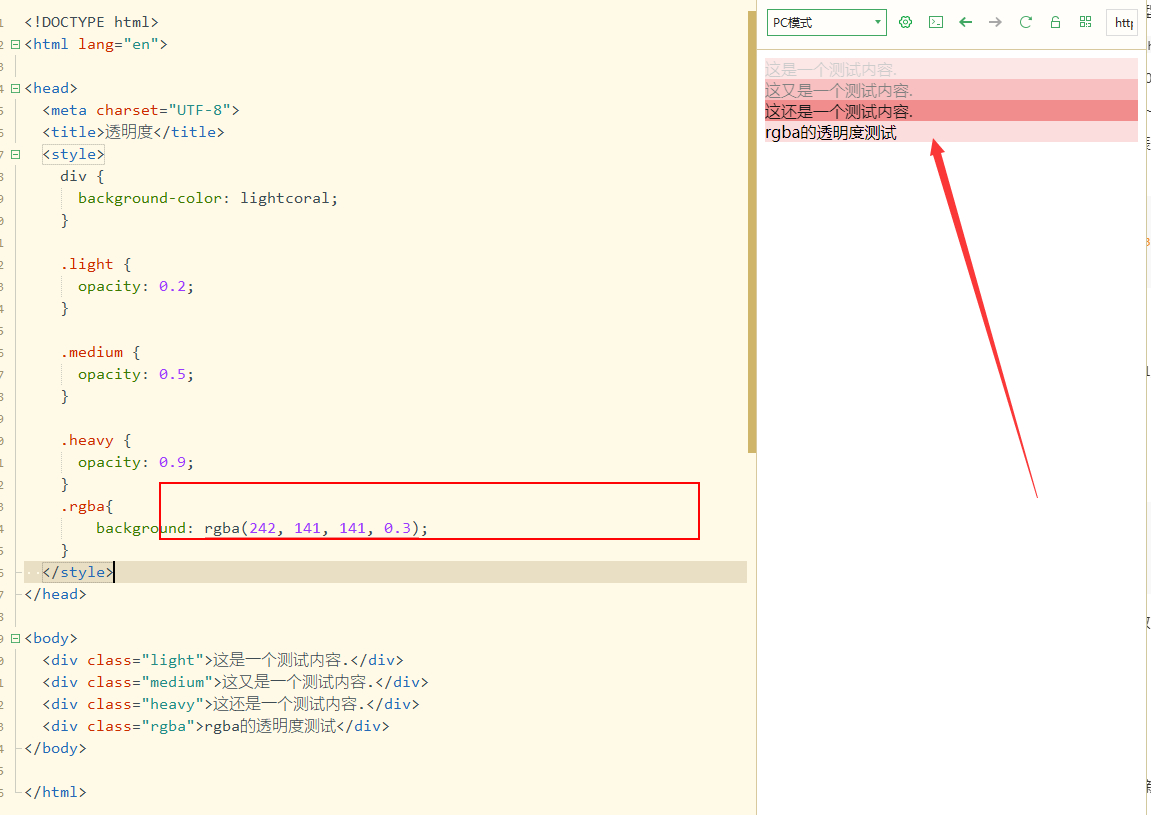 <!DOCTYPE html>
<html lang="en">
<head>
<meta charset="UTF-8">
<title>透明度</title>
<style>
div {
background-color: lightcoral;
}
.light {
opacity: 0.2;
}
.medium {
opacity: 0.5;
}
.heavy {
opacity: 0.9;
}
.rgba{
background: rgba(242, 141, 141, 0.3);
}
</style>
</head>
<body>
<div class="light">这是一个测试内容.</div>
<div class="medium">这又是一个测试内容.</div>
<div class="heavy">这还是一个测试内容.</div>
<div class="rgba">rgba的透明度测试</div>
</body>
</html>
PC模式
http
这是一个测试内容.
这又是一个测试内容.
这还是一个测试内容.
rgba的透明度测试